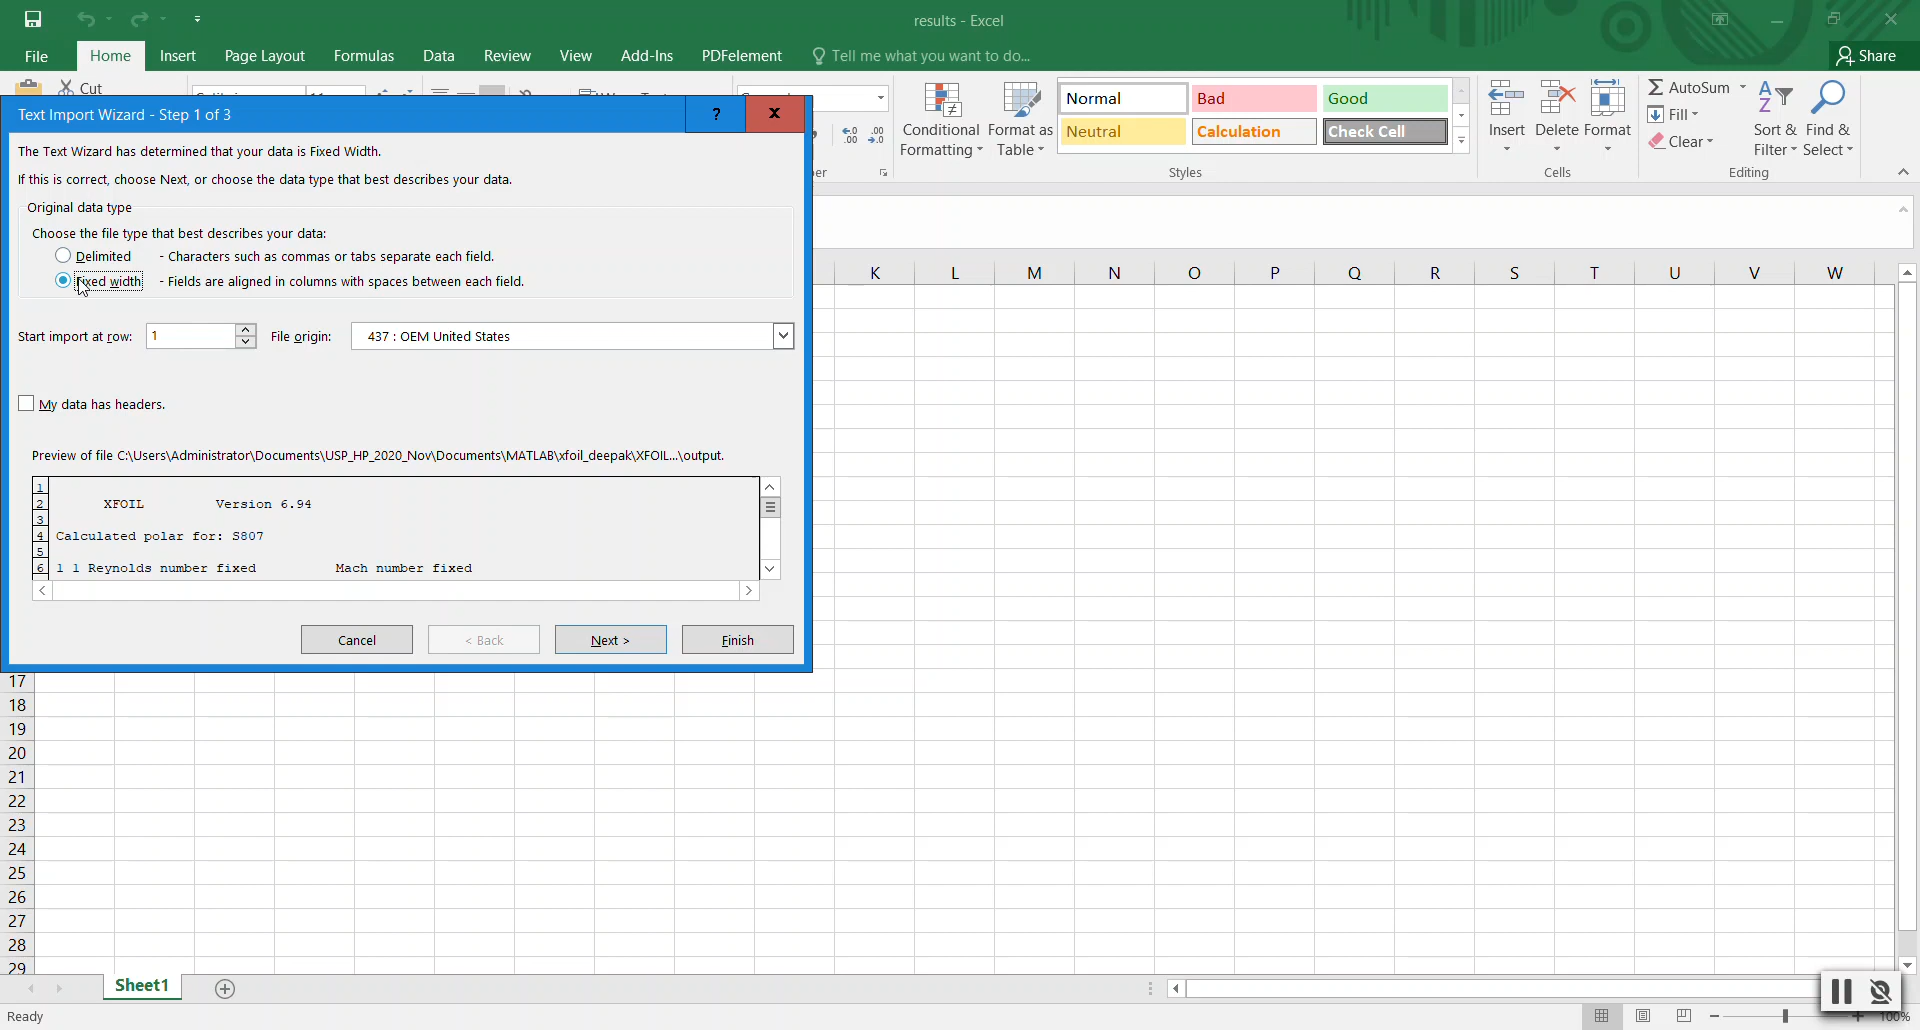 results - Excel
File Home Insert Page Layout Formulas Data Review View Add-Ins PDFelement Tell me what you want to do... Share
Cut
Text Import Wizard - Step 1 of 3
?
x
The Text Wizard has determined that your data is Fixed Width.
If this is correct, choose Next, or choose the data type that best describes your data.
Original data type
Choose the file type that best describes your data:
Delimited - Characters such as commas or tabs separate each field.
Fixed width - Fields are aligned in columns with spaces between each field.
Start import at row: 1 File origin: 437 : OEM United States
My data has headers.
Preview of file C:\Users\Administrator\Documents\USP_HP_2020_Nov\Documents\MATLAB\xfoil_deepak\XFOIL...\output.
1
2 XFOIL Version 6.94
3
4 Calculated polar for: S807
5
6 1 1 Reynolds number fixed Mach number fixed
Cancel < Back Next > Finish
Conditional Formatting
Format as Table
Normal Bad Good
Neutral Calculation Check Cell
Styles
Insert Delete Format
Cells
AutoSum
Fill
Clear
Sort & Filter
Find & Select
Editing
K L M N O P Q R S T U V W
17
18
19
20
21
22
23
24
25
26
27
28
29
Sheet1
Ready
100%